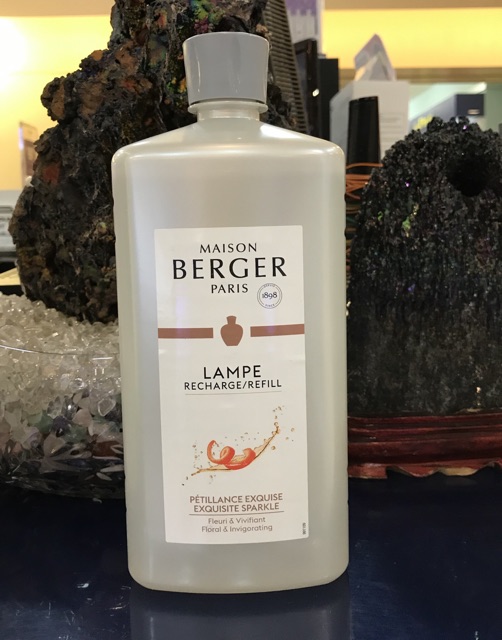 MAISON
BERGER
PARIS
1898
LAMPE
RECHARGE/REFILL
PÉTILLANCE EXQUISE
EXQUISITE SPARKLE
Fleuri & Vivifiant
Floral & Invigorating